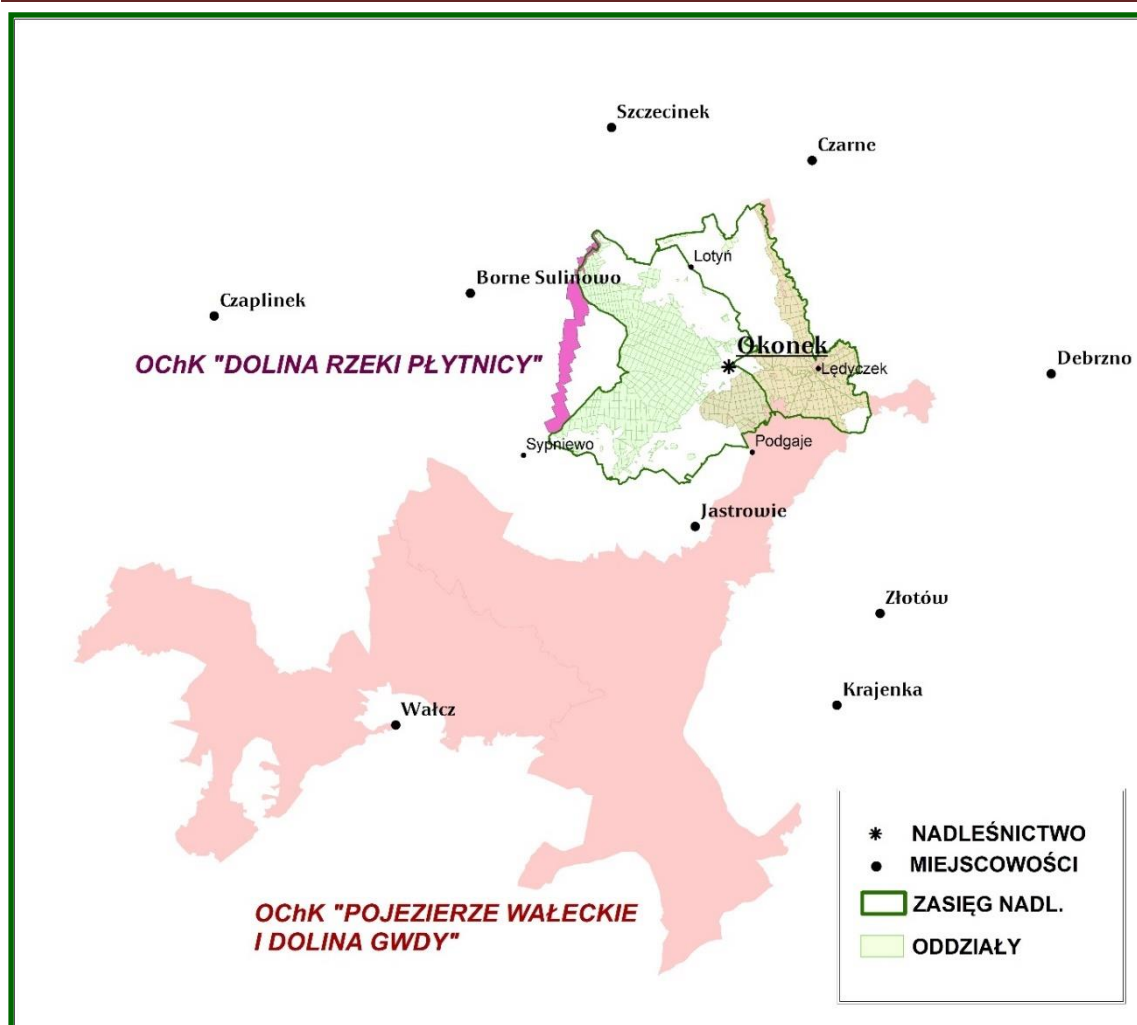 Szczecinek
Czarne
Lotyń
Borne Sulinowo
Czaplinek
Okonek
OChK "DOLINA RZEKI PŁYTNICY"
Lędyczek
Debrzno
Sypniewo
Podgaje
Jastrowie
Złotów
Krajenka
Wałcz
OChK "POJEZIERZE WAŁECKIE
I DOLINA GWDY"
NADLEŚNICTWO
MIEJSCOWOŚCI
ZASIĘG NADL.
ODDZIAŁY